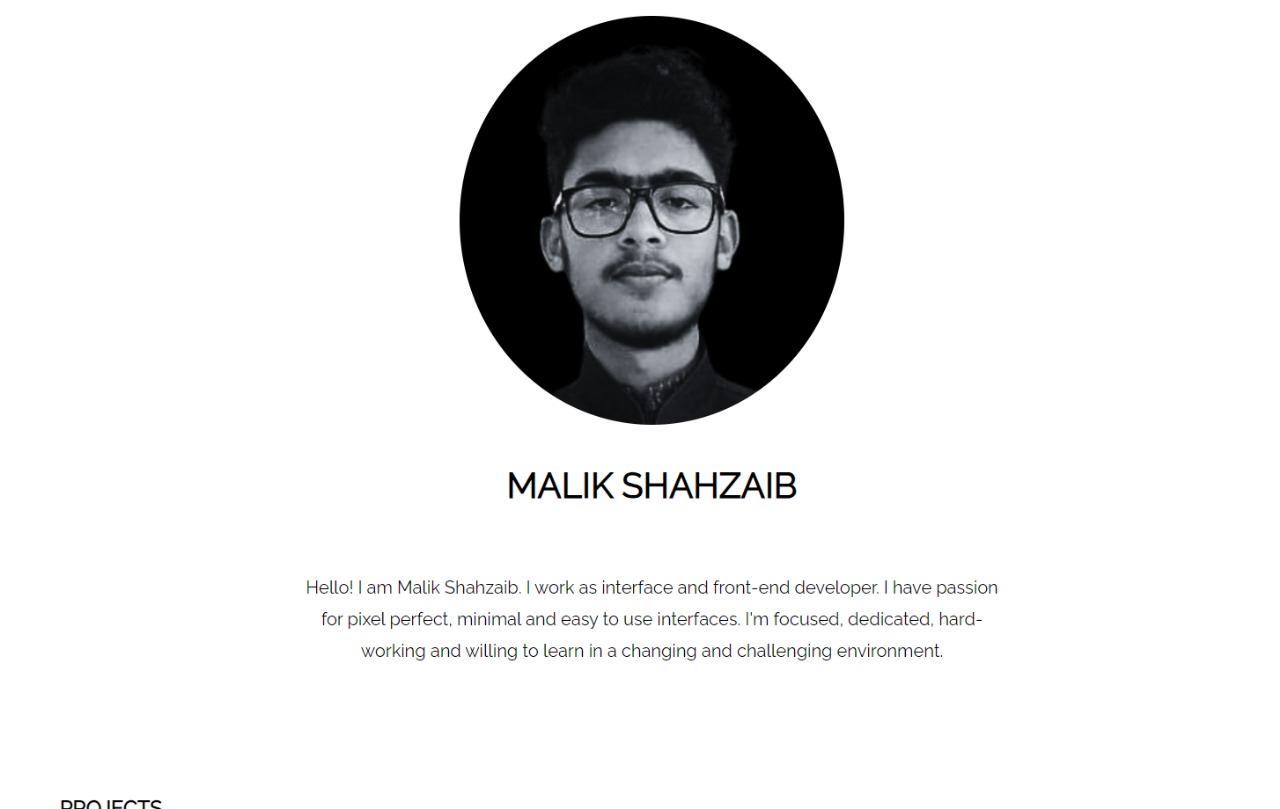 MALIK SHAHZAIB
Hello! I am Malik Shahzaib. I work as interface and front-end developer. I have passion
for pixel perfect, minimal and easy to use interfaces. I'm focused, dedicated, hard-
working and willing to learn in a changing and challenging environment.
PROJECTS